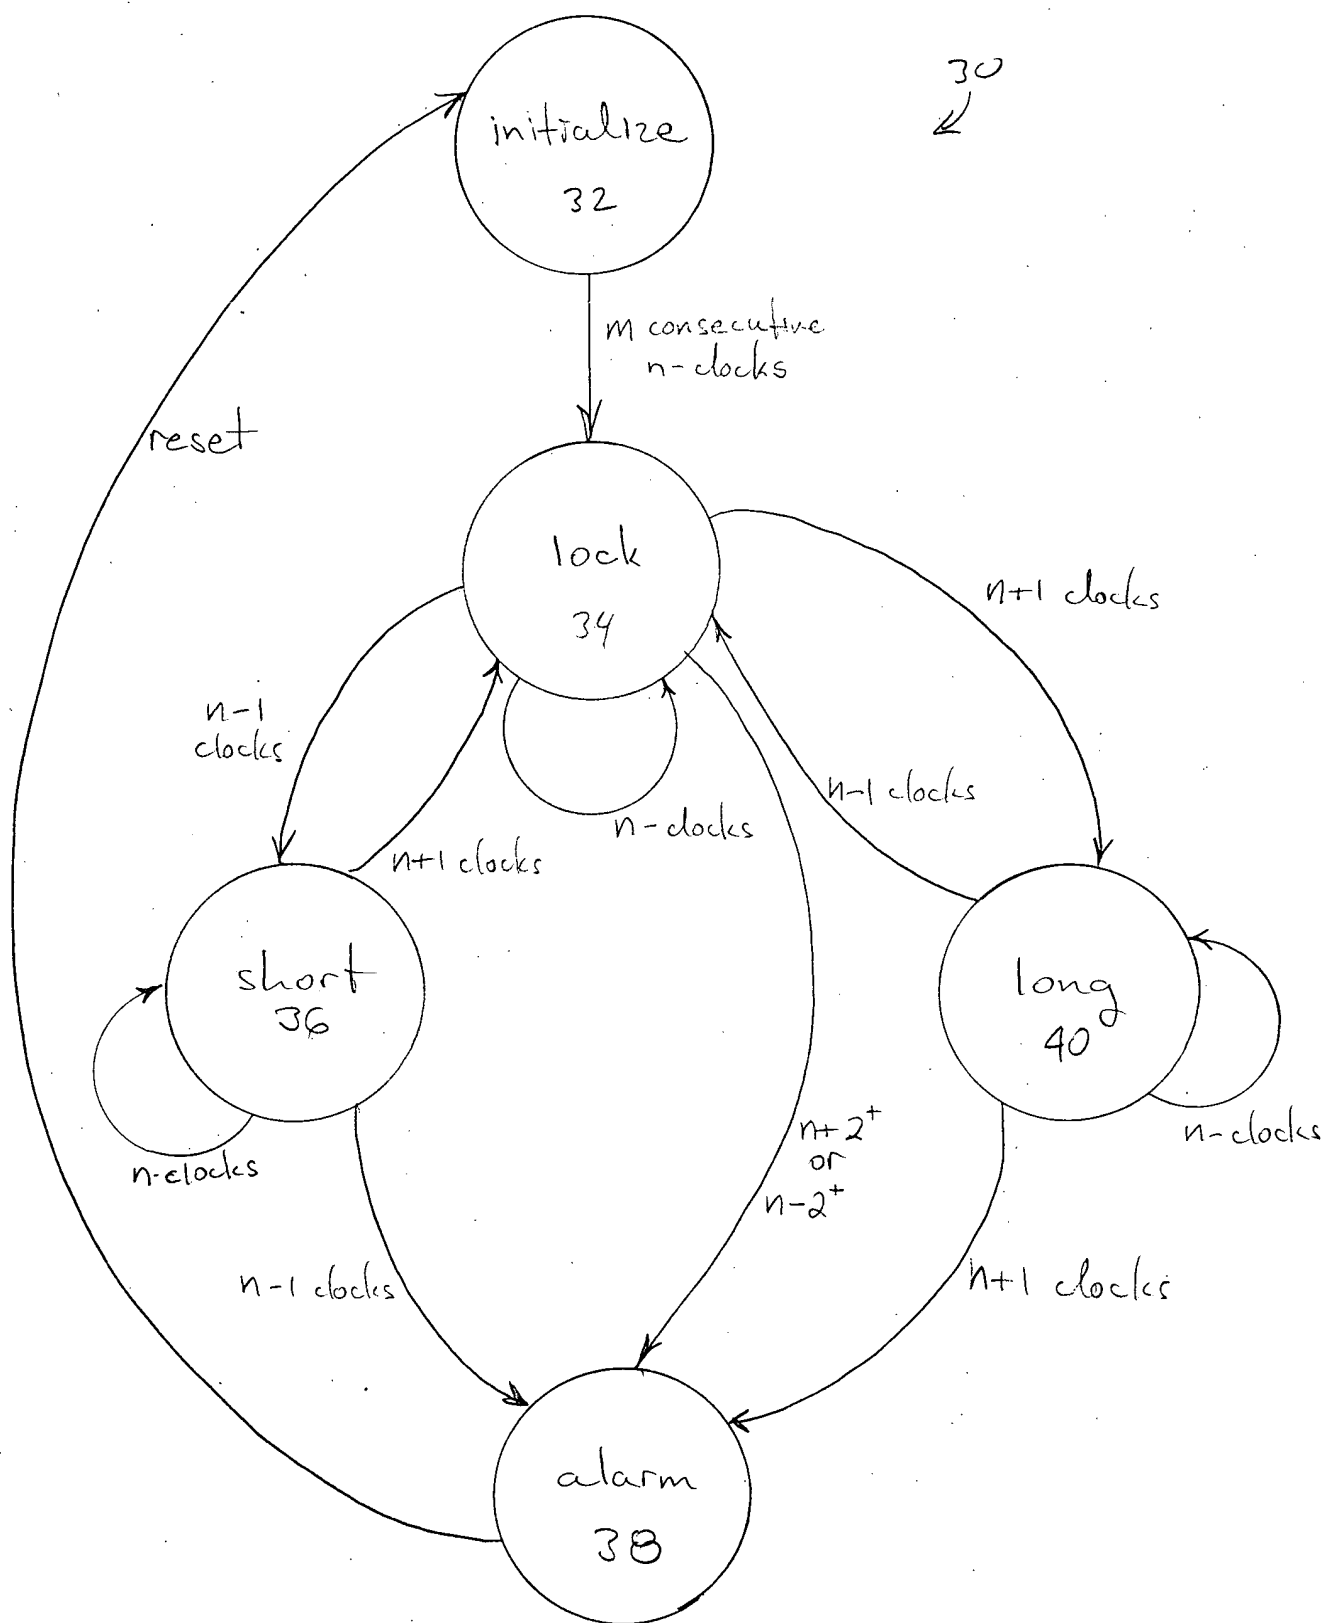 30
initialize
32
m consecutive
n-clocks
reset
lock
34
n+1 clocks
n-1
clocks
n-1 clocks
n-clocks
n+1 clocks
short
36
long
40
n-clocks
n+2⁺
or
n-2⁺
n-clocks
n-1 clocks
n+1 clocks
alarm
38